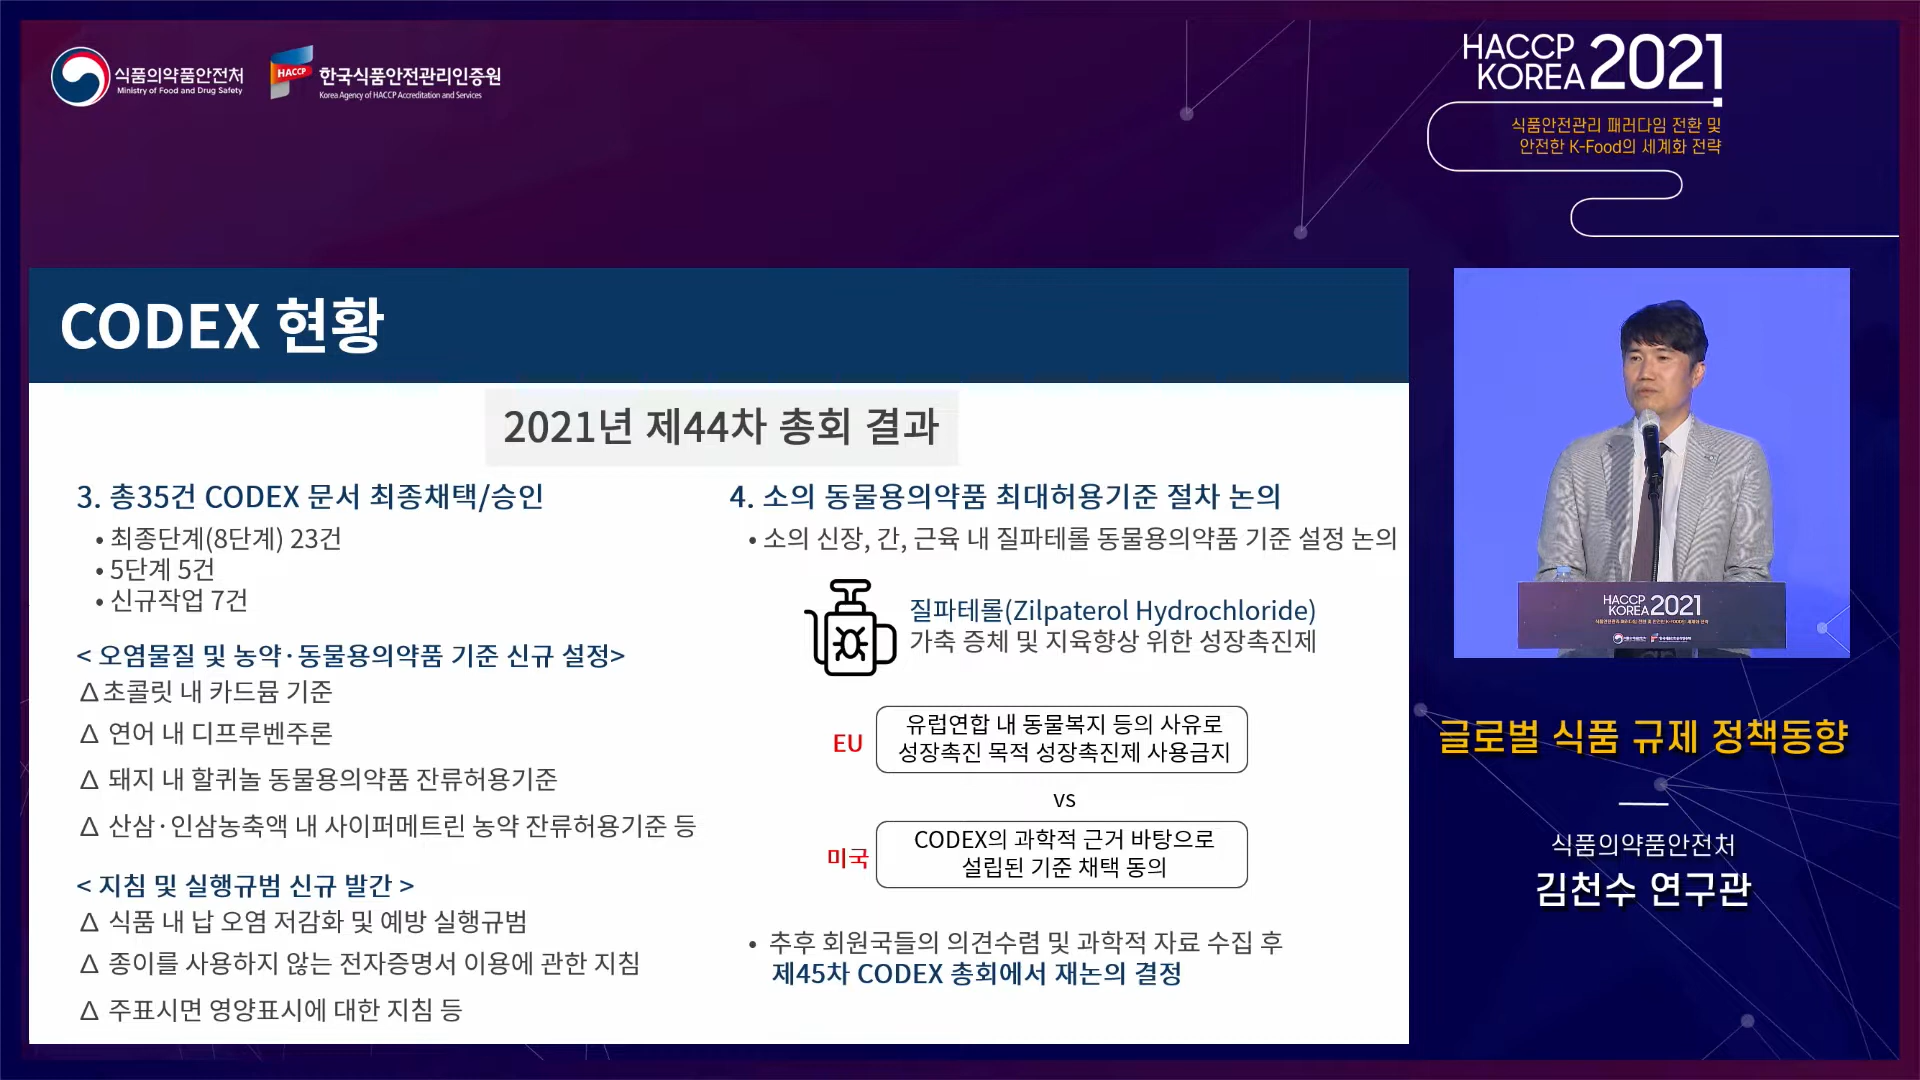 식품의약품안전처
Ministry of Food and Drug Safety
HACCP
한국식품안전관리인증원
Korea Agency of HACCP Accreditation and Services
HACCP
KOREA 2021
식품안전관리 패러다임 전환 및
안전한 K-Food의 세계화 전략
CODEX 현황
2021년 제44차 총회 결과
3. 총35건 CODEX 문서 최종채택/승인
• 최종단계(8단계) 23건
• 5단계 5건
• 신규작업 7건
< 오염물질 및 농약·동물용의약품 기준 신규 설정>
Δ 초콜릿 내 카드뮴 기준
Δ 연어 내 디프루벤주론
Δ 돼지 내 할퀴놀 동물용의약품 잔류허용기준
Δ 산삼·인삼농축액 내 사이퍼메트린 농약 잔류허용기준 등
< 지침 및 실행규범 신규 발간 >
Δ 식품 내 납 오염 저감화 및 예방 실행규범
Δ 종이를 사용하지 않는 전자증명서 이용에 관한 지침
Δ 주표시면 영양표시에 대한 지침 등
4. 소의 동물용의약품 최대허용기준 절차 논의
• 소의 신장, 간, 근육 내 질파테롤 동물용의약품 기준 설정 논의
질파테롤(Zilpaterol Hydrochloride)
가축 증체 및 지육향상 위한 성장촉진제
EU
유럽연합 내 동물복지 등의 사유로
성장촉진 목적 성장촉진제 사용금지
vs
미국
CODEX의 과학적 근거 바탕으로
설립된 기준 채택 동의
• 추후 회원국들의 의견수렴 및 과학적 자료 수집 후
제45차 CODEX 총회에서 재논의 결정
HACCP
KOREA 2021
글로벌 식품 규제 정책동향
식품의약품안전처
김천수 연구관